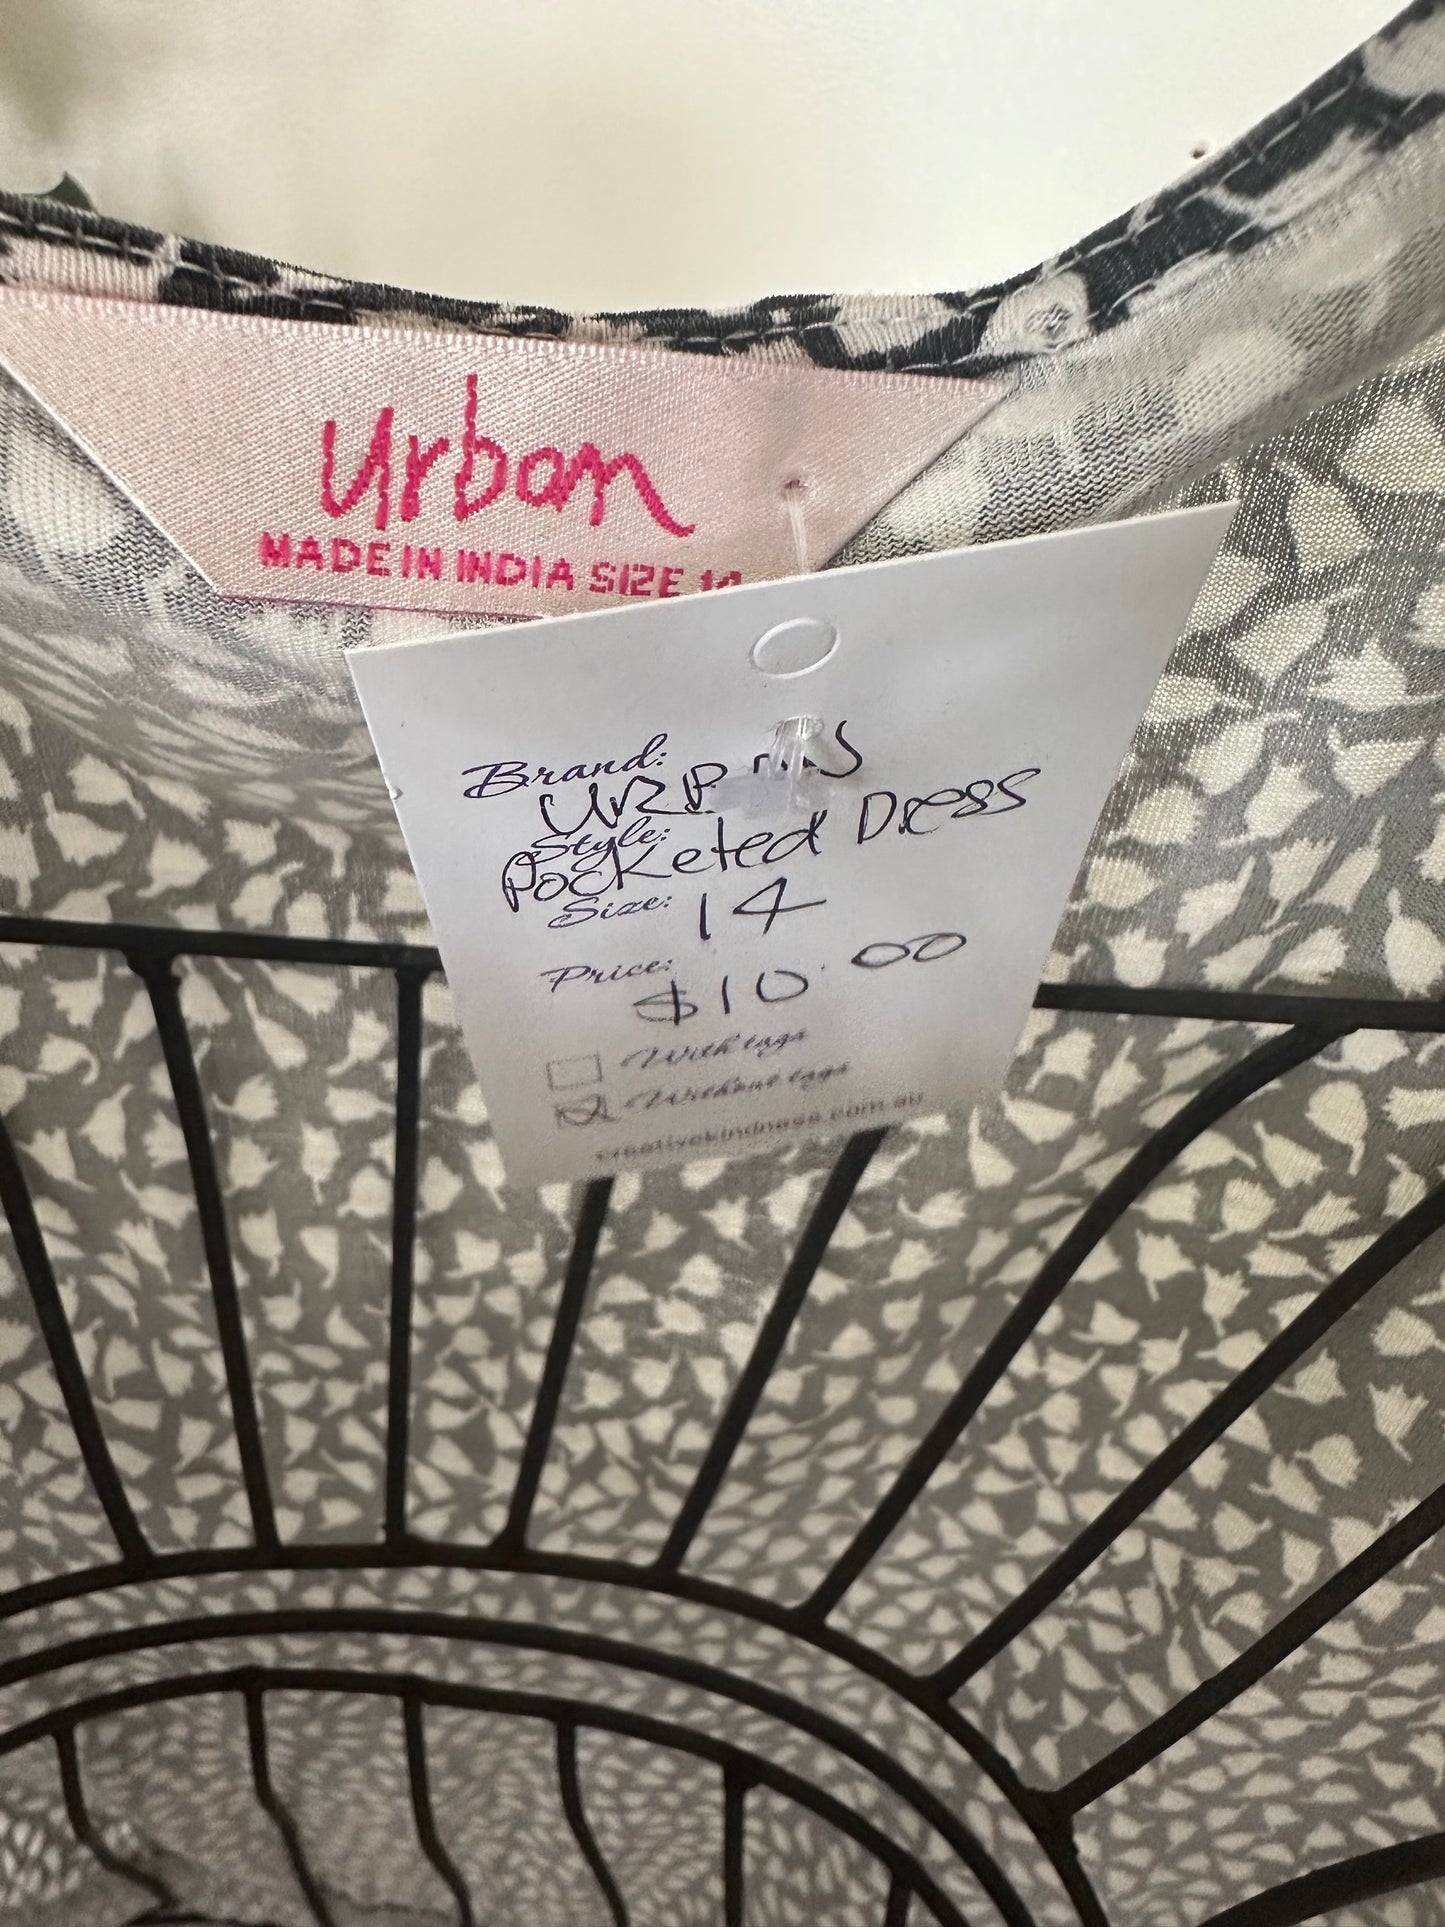 Urban
MADE IN INDIA SIZE 14
Brand:
Style:
Pocketed Dress
Size: 14
Price:
$10.00
With tags
Without tags
creativekindness.com.au